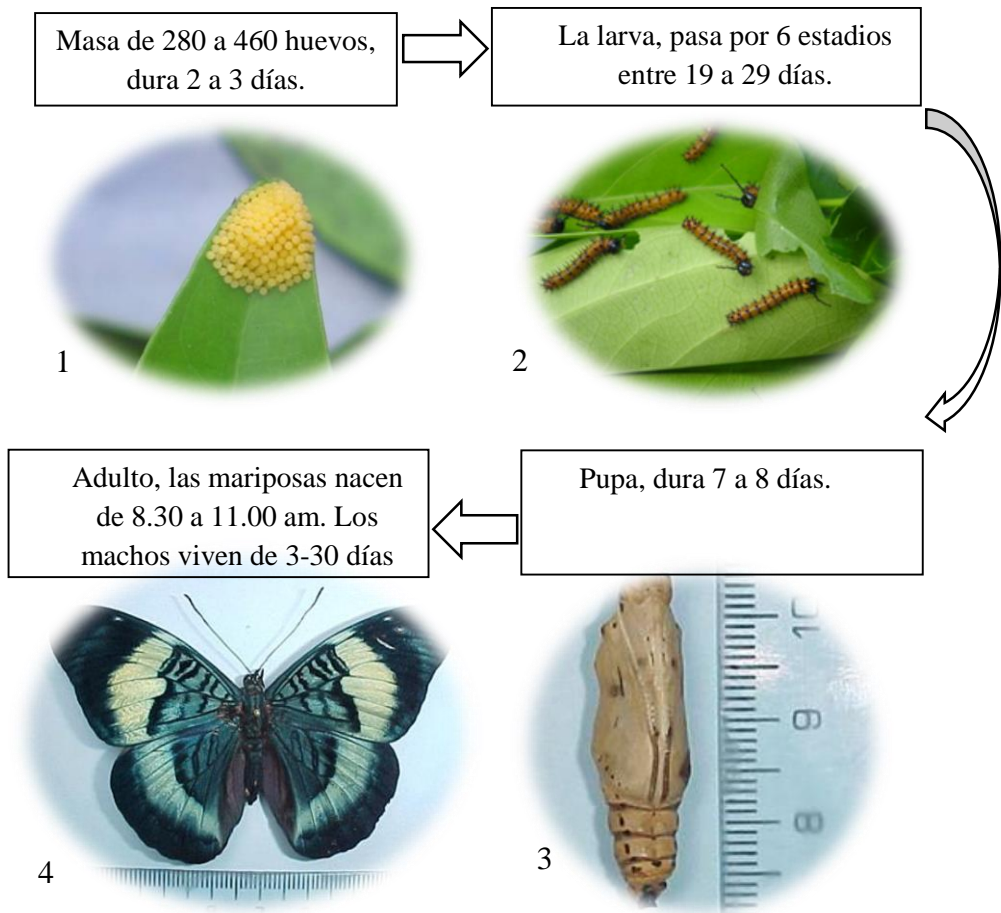 Masa de 280 a 460 huevos,
dura 2 a 3 días.
La larva, pasa por 6 estadios
entre 19 a 29 días.
1
2
Adulto, las mariposas nacen
de 8.30 a 11.00 am. Los
machos viven de 3-30 días
Pupa, dura 7 a 8 días.
10
9
8
4
3